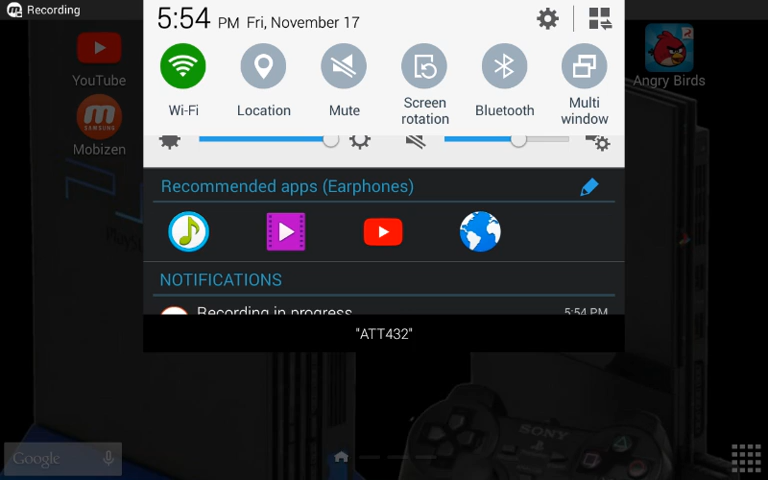 Recording
5:54 PM Fri, November 17
YouTube
Angry Birds
Wi-Fi
Location
Mute
Screen rotation
Bluetooth
Multi window
Mobizen
SAMSUNG
Recommended apps (Earphones)
NOTIFICATIONS
Recording in progress
5:54 PM
"ATT432"
SONY
Google